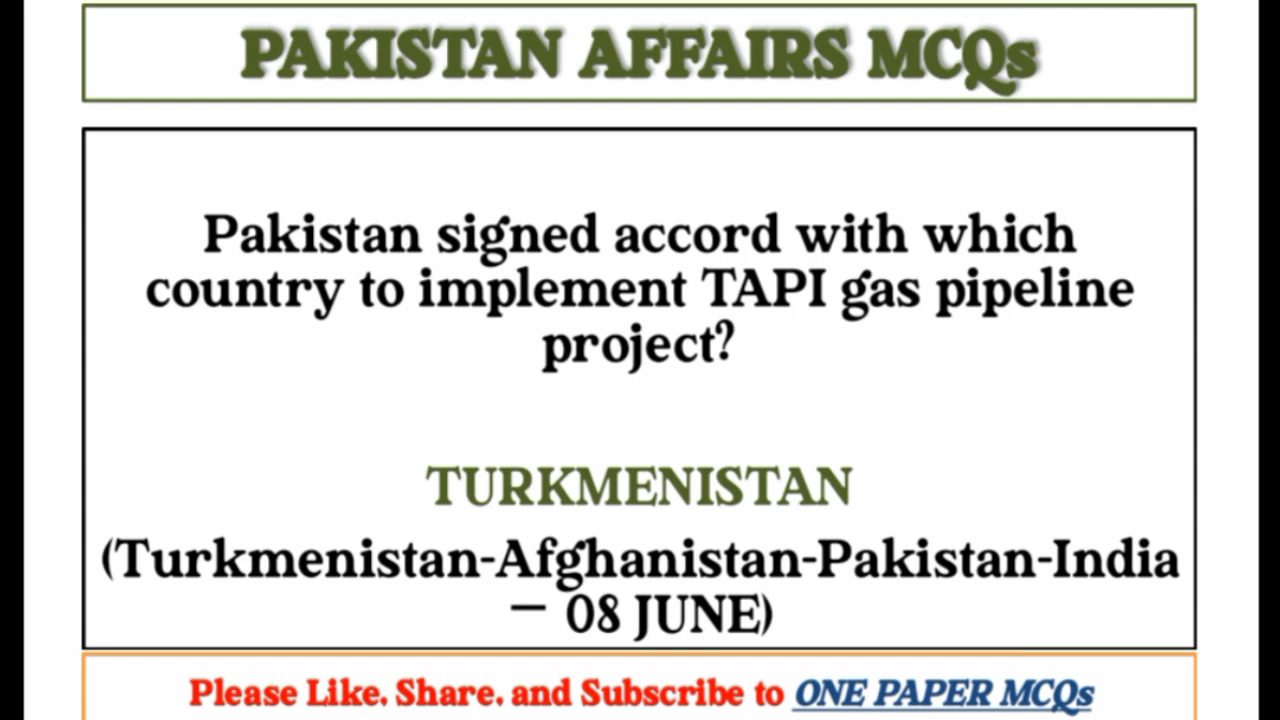 PAKISTAN AFFAIRS MCQs
Pakistan signed accord with which
country to implement TAPI gas pipeline
project?
TURKMENISTAN
(Turkmenistan-Afghanistan-Pakistan-India
– 08 JUNE)
Please Like. Share. and Subscribe to ONE PAPER MCQs